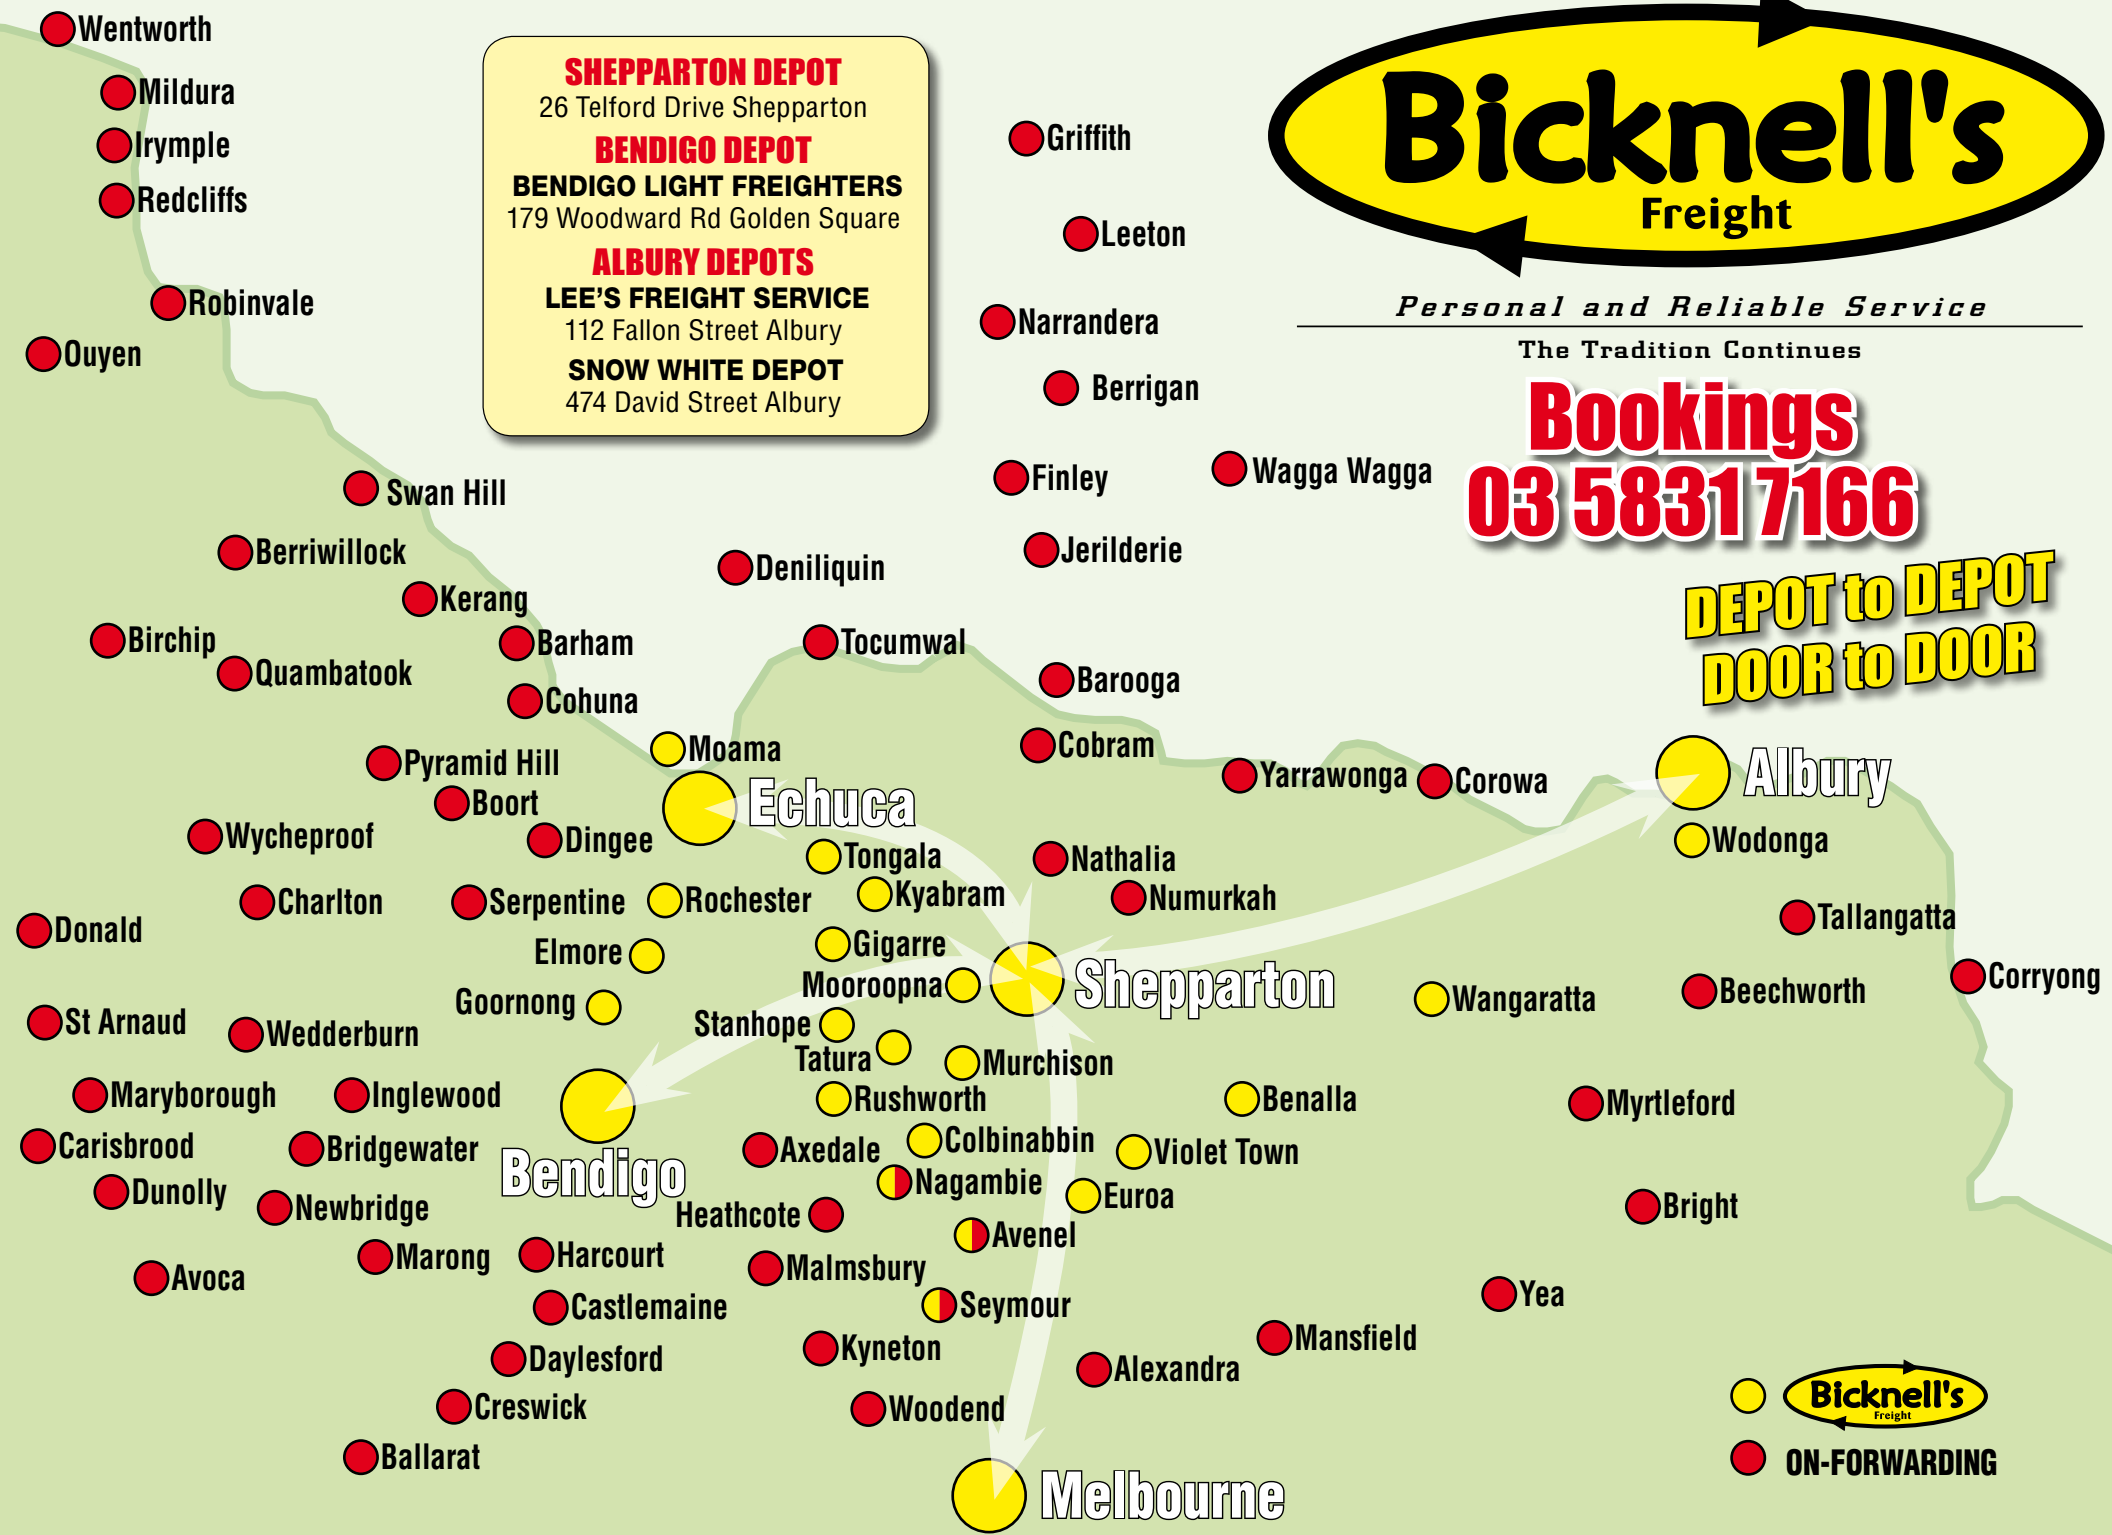 Wentworth
Mildura
Irymple
Redcliffs
Robinvale
Ouyen
SHEPPARTON DEPOT
26 Telford Drive Shepparton
BENDIGO DEPOT
BENDIGO LIGHT FREIGHTERS
179 Woodward Rd Golden Square
ALBURY DEPOTS
LEE'S FREIGHT SERVICE
112 Fallon Street Albury
SNOW WHITE DEPOT
474 David Street Albury
Bicknell's
Freight
Personal and Reliable Service
The Tradition Continues
Bookings
03 5831 7166
DEPOT to DEPOT
DOOR to DOOR
Griffith
Leeton
Narrandera
Berrigan
Finley
Wagga Wagga
Jerilderie
Swan Hill
Berriwillock
Deniliquin
Kerang
Birchip
Barham
Tocumwal
Quambatook
Barooga
Cohuna
Moama
Cobram
Pyramid Hill
Yarrawonga
Corowa
Albury
Echuca
Boort
Wycheproof
Dingee
Wodonga
Tongala
Nathalia
Kyabram
Numurkah
Charlton
Serpentine
Rochester
Tallangatta
Donald
Elmore
Gigarre
Mooroopna
Shepparton
Corryong
Beechworth
Wangaratta
Goornong
St Arnaud
Stanhope
Wedderburn
Tatura
Murchison
Maryborough
Inglewood
Rushworth
Benalla
Myrtleford
Carisbrood
Bridgewater
Bendigo
Axedale
Colbinabbin
Violet Town
Dunolly
Nagambie
Euroa
Newbridge
Heathcote
Bright
Avenel
Marong
Harcourt
Malmsbury
Avoca
Castlemaine
Seymour
Yea
Kyneton
Mansfield
Daylesford
Alexandra
Creswick
Woodend
Ballarat
Melbourne
Bicknell's
Freight
ON-FORWARDING